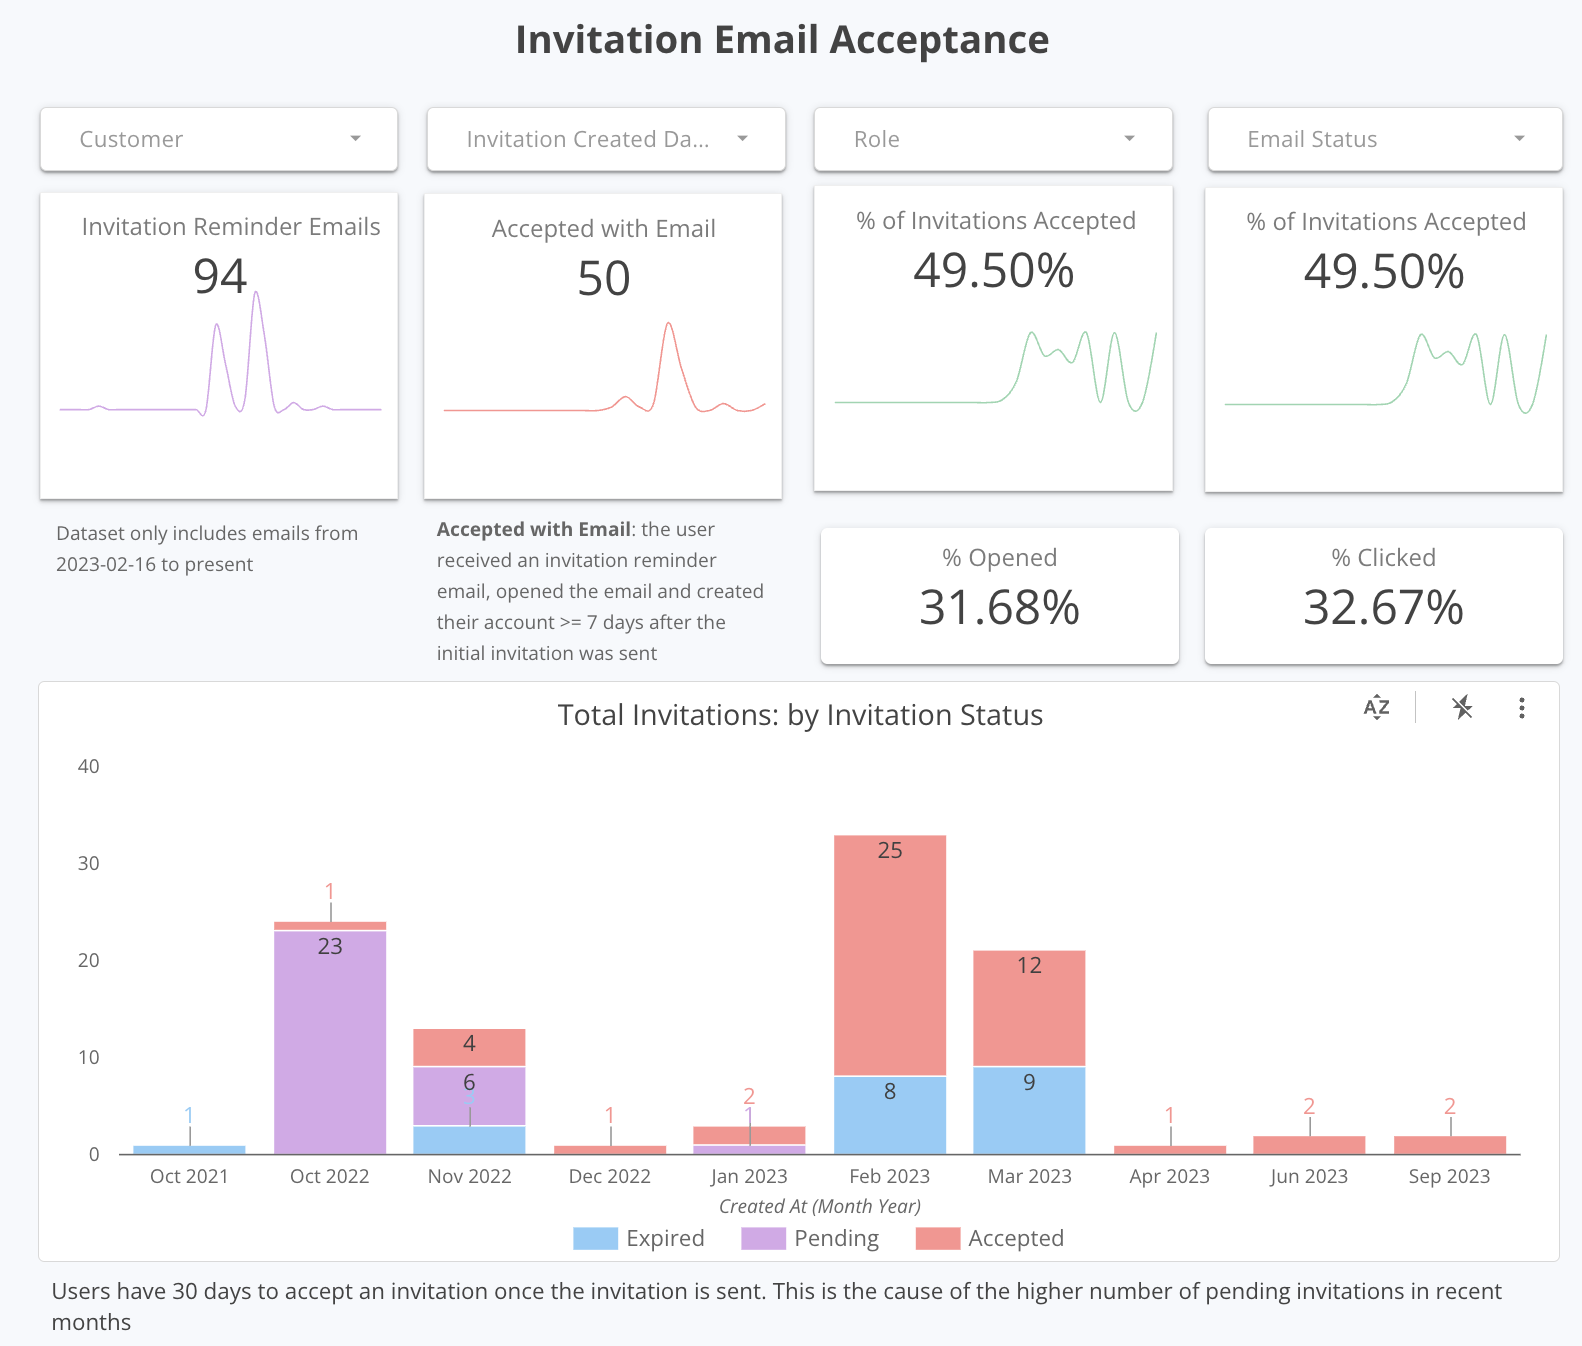 Invitation Email Acceptance
Customer
Invitation Created Da...
Role
Email Status
Invitation Reminder Emails
94
Accepted with Email
50
% of Invitations Accepted
49.50%
% of Invitations Accepted
49.50%
Dataset only includes emails from
2023-02-16 to present
Accepted with Email: the user
received an invitation reminder
email, opened the email and created
their account >= 7 days after the
initial invitation was sent
% Opened
31.68%
% Clicked
32.67%
Total Invitations: by Invitation Status
AZ
40
30
20
10
0
1
1
23
4
6
3
1
2
1
25
8
12
9
1
2
2
Oct 2021
Oct 2022
Nov 2022
Dec 2022
Jan 2023
Feb 2023
Mar 2023
Apr 2023
Jun 2023
Sep 2023
Created At (Month Year)
Expired
Pending
Accepted
Users have 30 days to accept an invitation once the invitation is sent. This is the cause of the higher number of pending invitations in recent
months